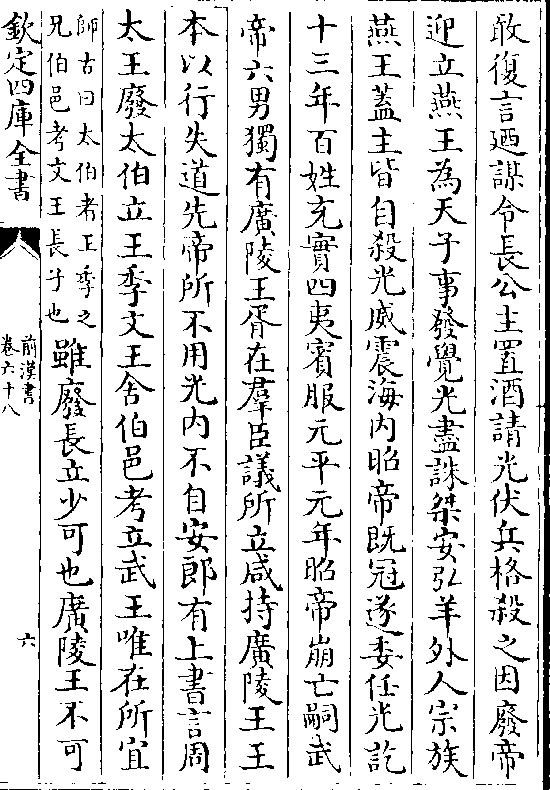 敢復言廼謀令長公主置酒請光伏兵格殺之因廢帝
迎立燕王為天子事發覺光盡誅桀安弘羊外人宗族
燕王蓋主皆自殺光威震海内昭帝既冠遂委任光訖
十三年百姓充實四夷賓服元平元年昭帝崩亡嗣武
帝六男獨有廣陵王胥在羣臣議所立咸持廣陵王王
本以行失道先帝所不用光内不自安郎有上書言周
太王廢太伯立王季文王舍伯邑考立武王唯在所宜
師古曰太伯者王季之
兄伯邑考文王長子也
雖廢長立少可也廣陵王不可
欽定四庫全書
前漢書
卷六十八
六